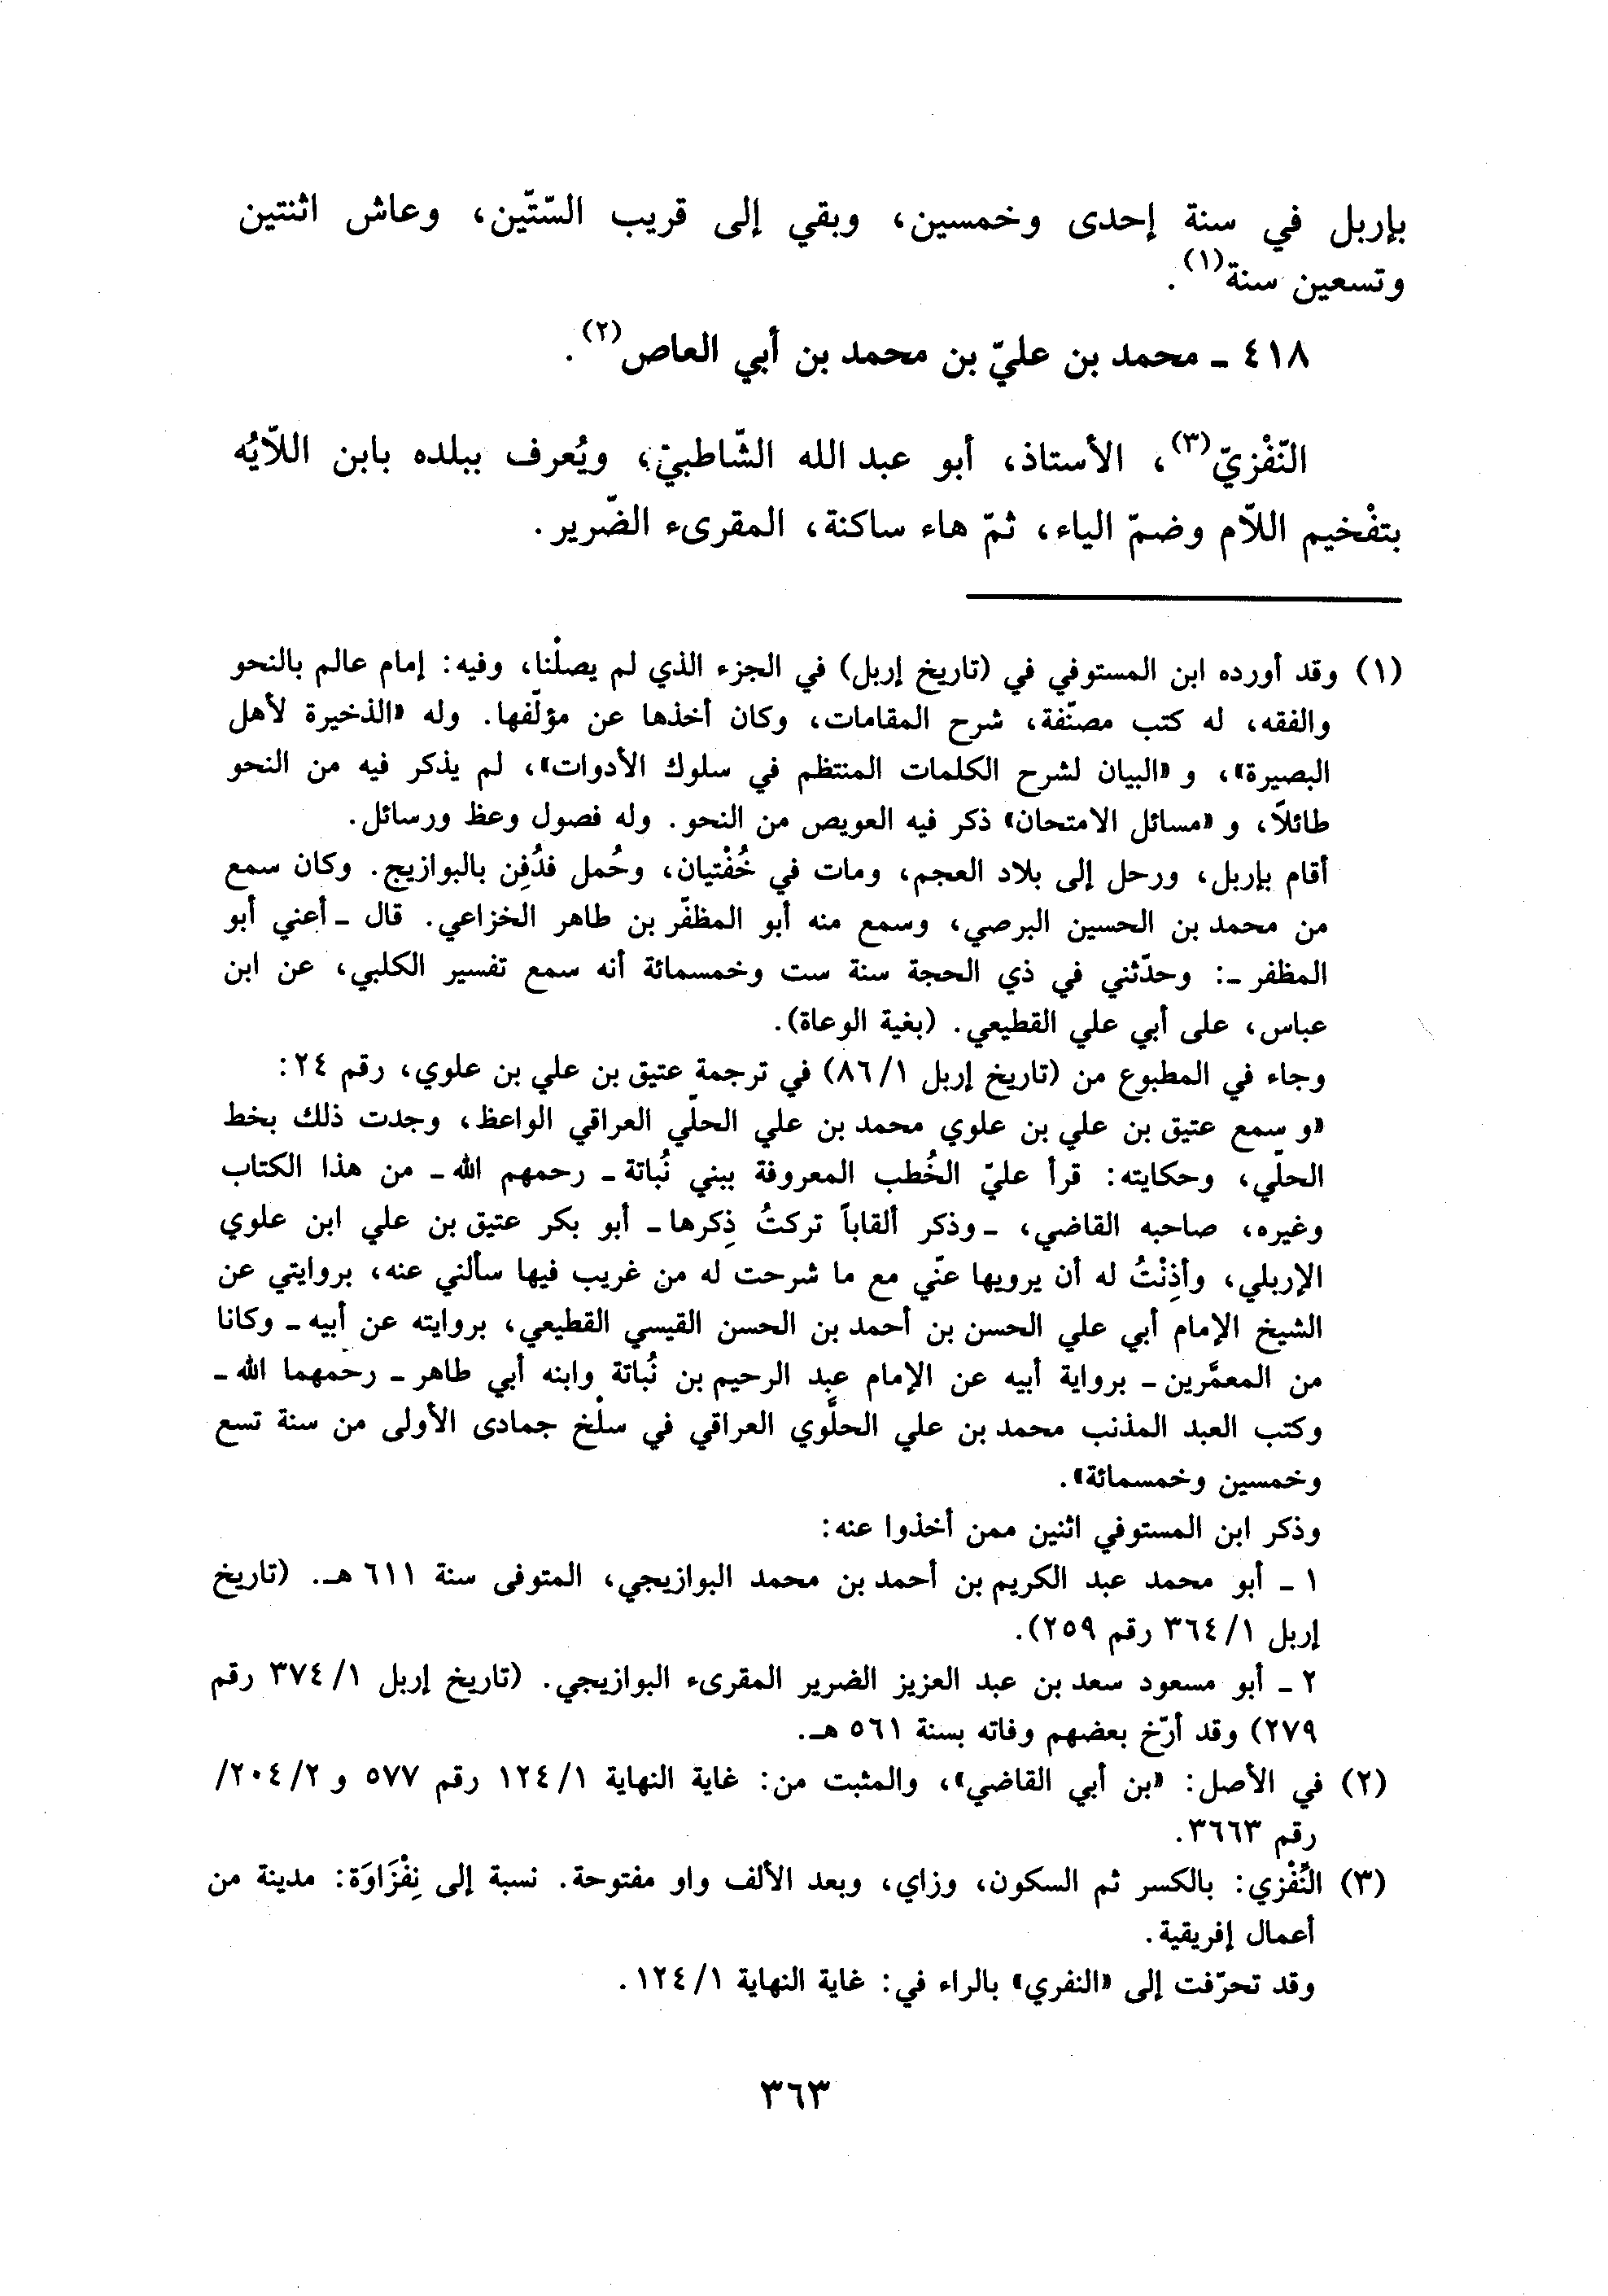 بإربل في سنة إحدى وخمسين، وبقي إلى قريب السّتّين، وعاش اثنتين
وتسعين سنة(١).
٤١٨ ـ محمد بن عليّ بن محمد بن أبي العاص(٢).
النّفْزيّ(٣)، الأستاذ، أبو عبد الله الشّاطبيّ، ويُعرف ببلده بابن اللاّيُه
بتفْخيم اللاّم وضمّ الياء، ثمّ هاء ساكنة، المقرىء الضّرير.
(١) وقد أورده ابن المستوفي في (تاريخ إربل) في الجزء الذي لم يصلْنا، وفيه: إمام عالم بالنحو
والفقه، له كتب مصنّفة، شرح المقامات، وكان أخذها عن مؤلّفها. وله «الذخيرة لأهل
البصيرة»، و «البيان لشرح الكلمات المنتظم في سلوك الأدوات»، لم يذكر فيه من النحو
طائلاً، و «مسائل الامتحان» ذكر فيه العويص من النحو. وله فصول وعظ ورسائل.
أقام بإربل، ورحل إلى بلاد العجم، ومات في خُفْتيان، وحُمل فدُفِن بالبوازيج. وكان سمع
من محمد بن الحسين البرصي، وسمع منه أبو المظفّر بن طاهر الخزاعي. قال ـ أعني أبو
المظفر ـ: وحدّثني في ذي الحجة سنة ست وخمسمائة أنه سمع تفسير الكلبي، عن ابن
عباس، على أبي علي القطيعي. (بغية الوعاة).
وجاء في المطبوع من (تاريخ إربل ٨٦/١) في ترجمة عتيق بن علي بن علوي، رقم ٢٤:
«و سمع عتيق بن علي بن علوي محمد بن علي الحلّي العراقي الواعظ، وجدت ذلك بخط
الحلّي، وحكايته: قرأ عليّ الخُطب المعروفة ببني نُباتة ـ رحمهم الله ـ من هذا الكتاب
وغيره، صاحبه القاضي، ـ وذكر ألقاباً تركتُ ذِكرها ـ أبو بكر عتيق بن علي ابن علوي
الإربلي، وأذِنْتُ له أن يرويها عنّي مع ما شرحت له من غريب فيها سألني عنه، بروايتي عن
الشيخ الإمام أبي علي الحسن بن أحمد بن الحسن القيسي القطيعي، بروايته عن أبيه ـ وكانا
من المعمَّرين ـ برواية أبيه عن الإمام عبد الرحيم بن نُباتة وابنه أبي طاهر ـ رحمهما الله ـ
وكتب العبد المذنب محمد بن علي الحلَّوي العراقي في سلْخ جمادى الأولى من سنة تسع
وخمسين وخمسمائة».
وذكر ابن المستوفي اثنين ممن أخذوا عنه:
١ ـ أبو محمد عبد الكريم بن أحمد بن محمد البوازيجي، المتوفى سنة ٦١١ هـ. (تاريخ
إربل ٣٦٤/١ رقم ٢٥٩).
٢ ـ أبو مسعود سعد بن عبد العزيز الضرير المقرىء البوازيجي. (تاريخ إربل ٣٧٤/١ رقم
٢٧٩) وقد أرّخ بعضهم وفاته بسنة ٥٦١ هـ.
(٢) في الأصل: «بن أبي القاضي»، والمثبت من: غاية النهاية ١٢٤/١ رقم ٥٧٧ و ٢٠٤/٢/
رقم ٣٦٦٣.
(٣) النِّفْزي: بالكسر ثم السكون، وزاي، وبعد الألف واو مفتوحة. نسبة إلى نِفْزَاوَة: مدينة من
أعمال إفريقية.
وقد تحرّفت إلى «النفري» بالراء في: غاية النهاية ١٢٤/١.
٣٦٣